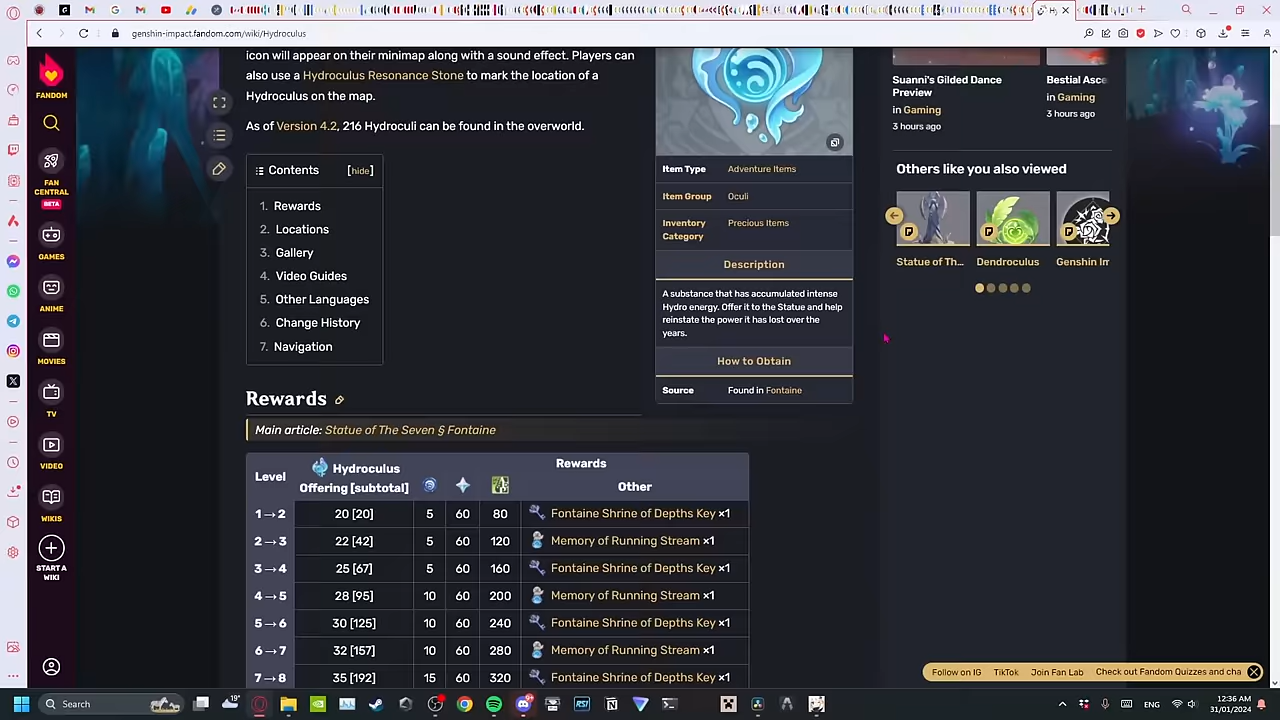 genshin-impact.fandom.com/wiki/Hydroculus
FANDOM
FAN
CENTRAL
BETA
GAMES
ANIME
MOVIES
TV
VIDEO
WIKIS
START A
WIKI
icon will appear on their minimap along with a sound effect. Players can
also use a Hydroculus Resonance Stone to mark the location of a
Hydroculus on the map.
As of Version 4.2, 216 Hydroculi can be found in the overworld.
Contents [hide]
1. Rewards
2. Locations
3. Gallery
4. Video Guides
5. Other Languages
6. Change History
7. Navigation
Item Type Adventure Items
Item Group Oculi
Inventory
Category Precious Items
Description
A substance that has accumulated intense
Hydro energy. Offer it to the Statue and help
reinstate the power it has lost over the
years.
How to Obtain
Source Found in Fontaine
Suanni's Gilded Dance
Preview
in Gaming
3 hours ago
Bestial Asce
in Gaming
3 hours ago
Others like you also viewed
Statue of Th...
Dendroculus
Genshin Im
Rewards
Main article: Statue of The Seven § Fontaine
Level Hydroculus Offering [subtotal] Rewards
Other
1→2 20 [20] 5 60 80 Fontaine Shrine of Depths Key ×1
2→3 22 [42] 5 60 120 Memory of Running Stream ×1
3→4 25 [67] 5 60 160 Fontaine Shrine of Depths Key ×1
4→5 28 [95] 10 60 200 Memory of Running Stream ×1
5→6 30 [125] 10 60 240 Fontaine Shrine of Depths Key ×1
6→7 32 [157] 10 60 280 Memory of Running Stream ×1
7→8 35 [192] 15 60 320 Fontaine Shrine of Depths Key ×1
Follow on IG TikTok Join Fan Lab Check out Fandom Quizzes and cha
Search
19°
ENG
12:36 AM
31/01/2024